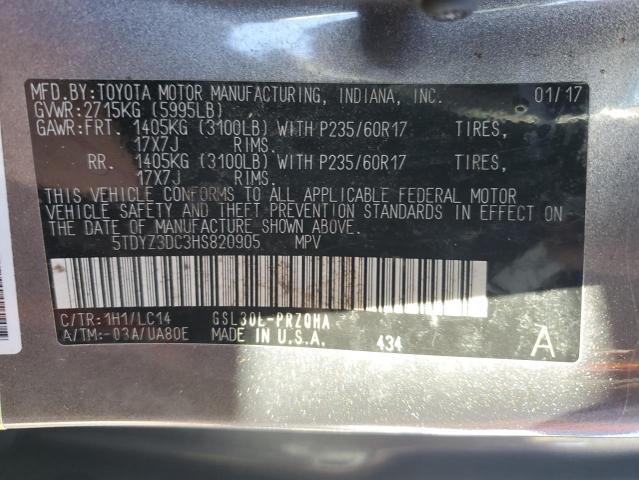 MFD.BY:TOYOTA MOTOR MANUFACTURING, INDIANA, INC. 01/17
GVWR:2715KG (5995LB)
GAWR:FRT. 1405KG (3100LB) WITH P235/60R17 TIRES,
17X7J RIMS.
RR. 1405KG (3100LB) WITH P235/60R17 TIRES,
17X7J RIMS.
THIS VEHICLE CONFORMS TO ALL APPLICABLE FEDERAL MOTOR
VEHICLE SAFETY AND THEFT PREVENTION STANDARDS IN EFFECT ON
THE DATE OF MANUFACTURE SHOWN ABOVE.
5TDYZ3DC3HS820905 MPV
C/TR:1H1/LC14 GSL30L-PRZQHA
A/TM:-03A/UA80E MADE IN U.S.A. 434 A